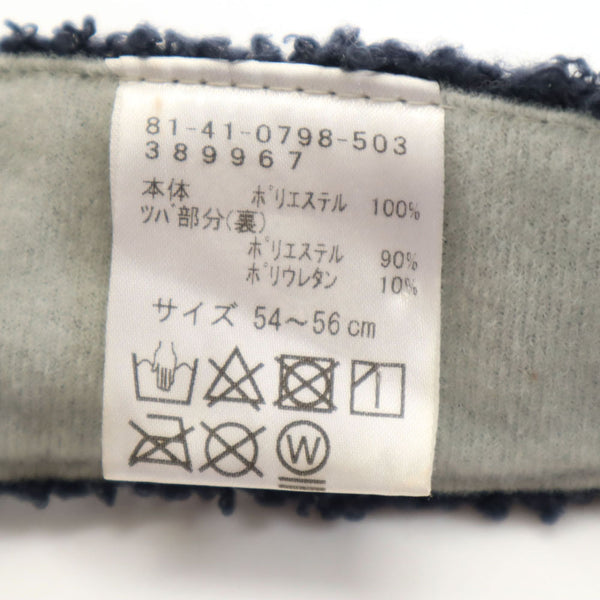 81-41-0798-503
389967
本体 ﾎﾟﾘｴｽﾃﾙ 100%
ﾂﾊﾞ部分(裏)
ﾎﾟﾘｴｽﾃﾙ 90%
ﾎﾟﾘｳﾚﾀﾝ 10%
サイズ 54～56cm
W